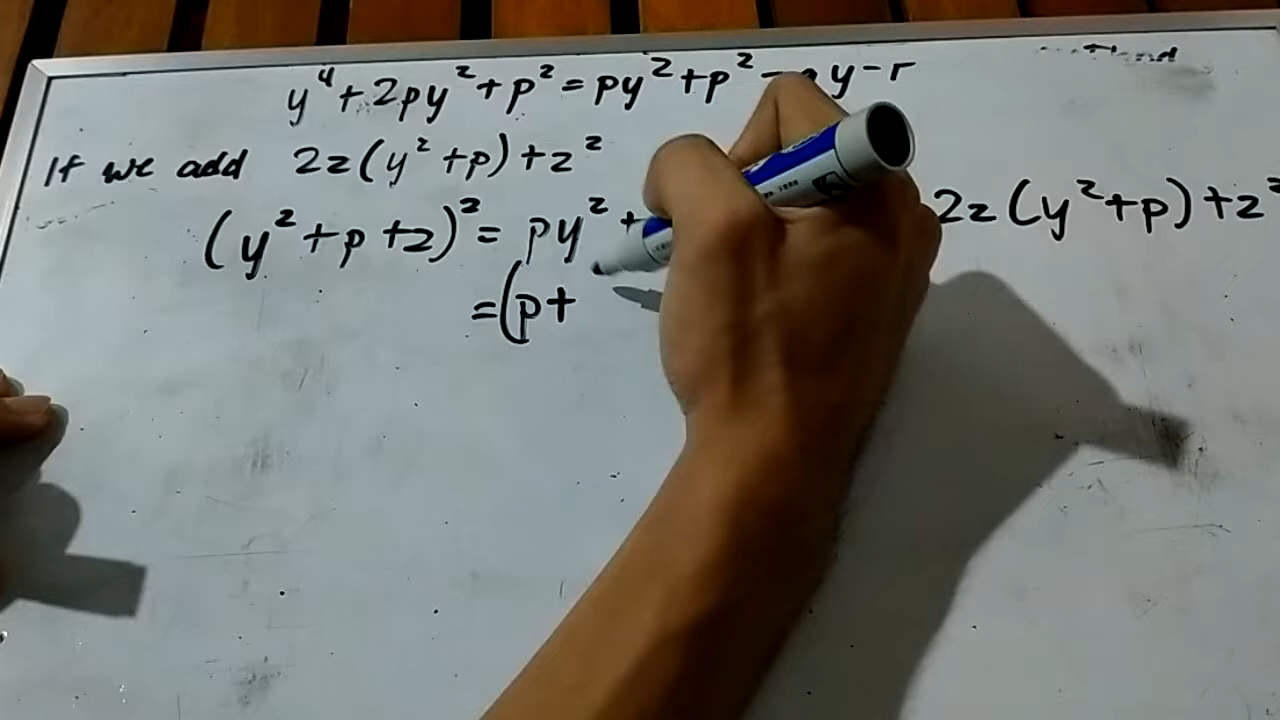 y⁴+2py²+p²=py²+p²- y-r
If we add 2z(y²+p)+z²
(y²+p+z)²=py²+ 2z(y²+p)+z²
=(p+